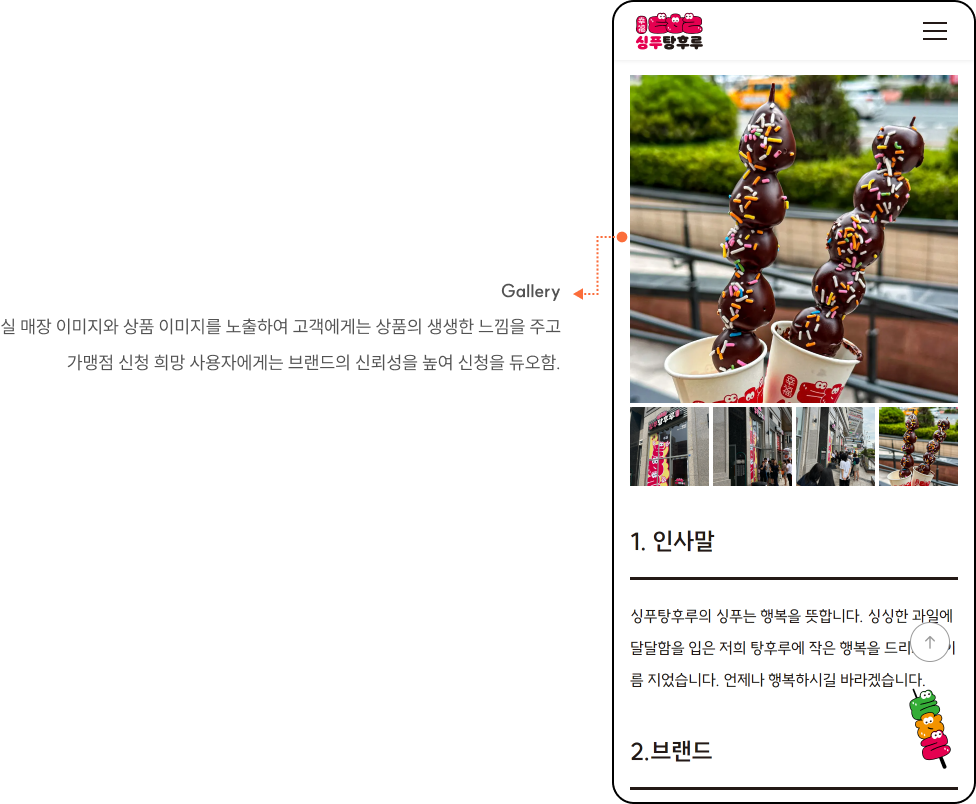 싱푸탕후루
Gallery
실 매장 이미지와 상품 이미지를 노출하여 고객에게는 상품의 생생한 느낌을 주고
가맹점 신청 희망 사용자에게는 브랜드의 신뢰성을 높여 신청을 듀오함.
1. 인사말
싱푸탕후루의 싱푸는 행복을 뜻합니다. 싱싱한 과일에
달달함을 입은 저희 탕후루에 작은 행복을 드리
름 지었습니다. 언제나 행복하시길 바라겠습니다.
2.브랜드